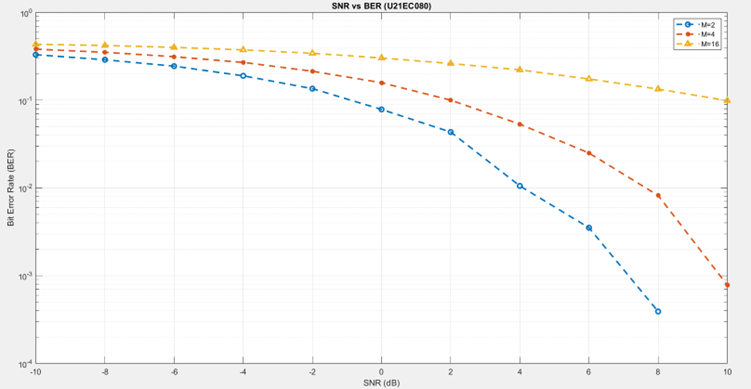 SNR vs BER (U21EC080)
M=2
M=4
M=16
10^0
10^-1
10^-2
10^-3
10^-4
Bit Error Rate (BER)
-10 -8 -6 -4 -2 0 2 4 6 8 10
SNR (dB)